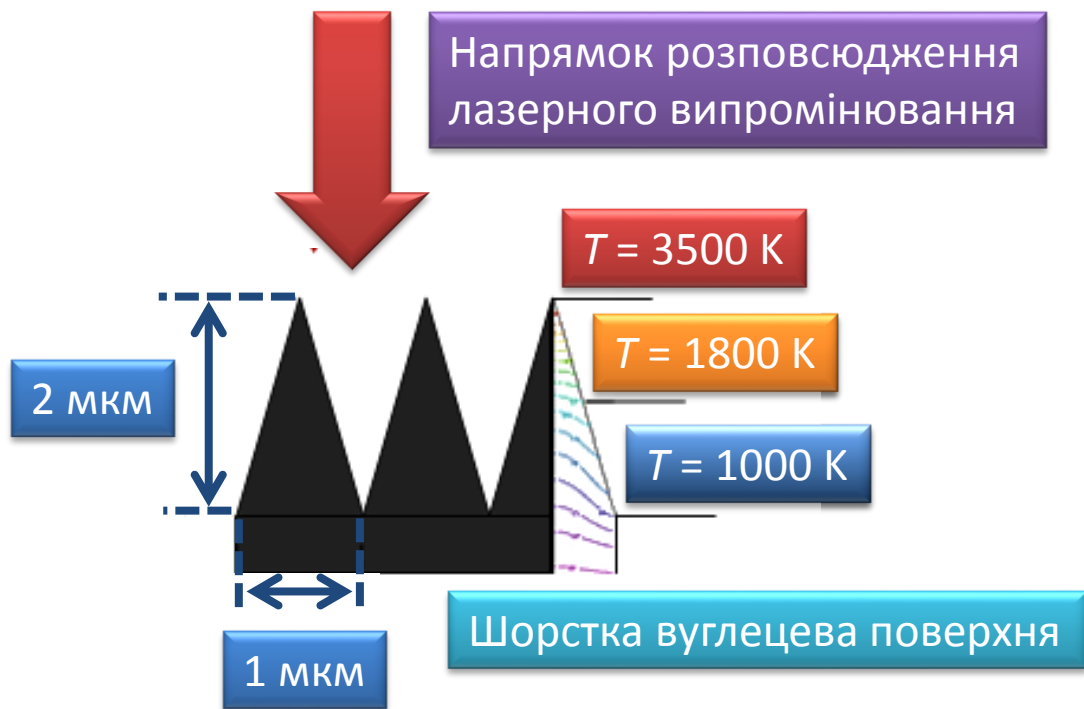 Напрямок розповсюдження
лазерного випромінювання
T = 3500 K
T = 1800 K
2 мкм
T = 1000 K
Шорстка вуглецева поверхня
1 мкм